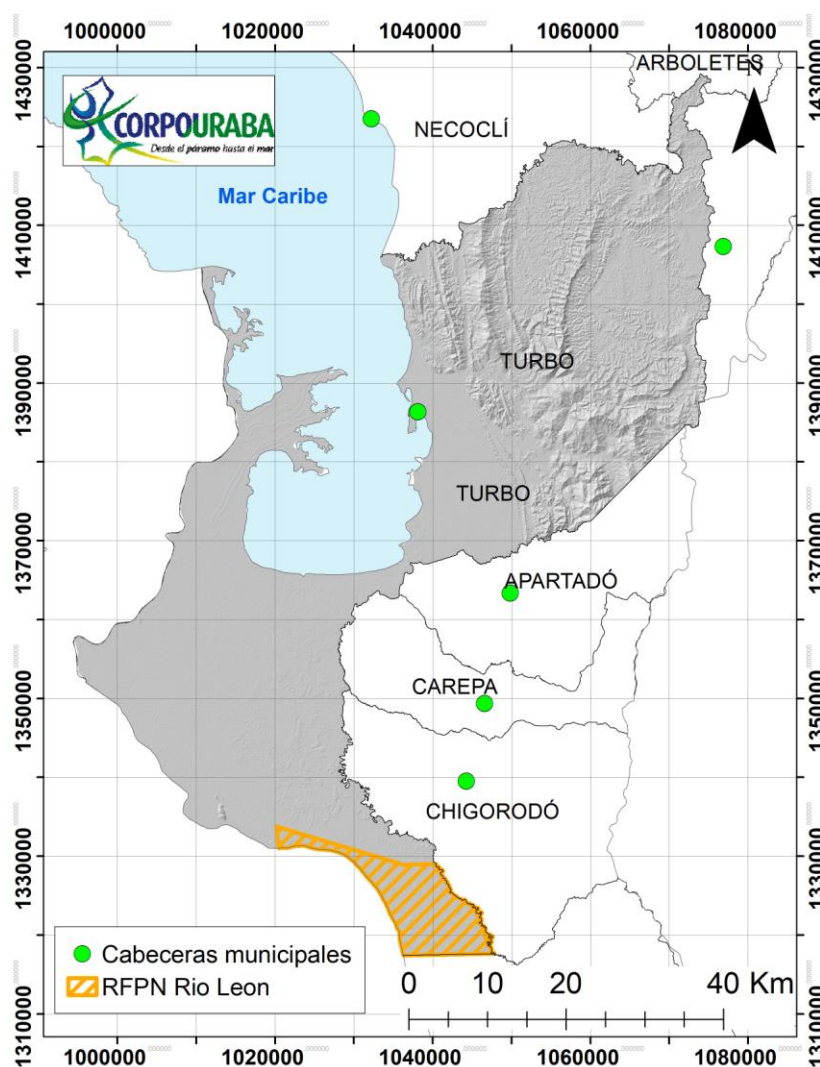 1000000 1020000 1040000 1060000 1080000
1430000
1430000
ARBOLETES
N
CORPOURABA
Desde el páramo hasta el mar
NECOCLÍ
Mar Caribe
1410000
1410000
TURBO
1390000
1390000
TURBO
1370000
1370000
APARTADÓ
CAREPA
1350000
1350000
CHIGORODÓ
1330000
1330000
Cabeceras municipales
RFPN Rio Leon
0 10 20 40 Km
1310000
1310000
1000000 1020000 1040000 1060000 1080000